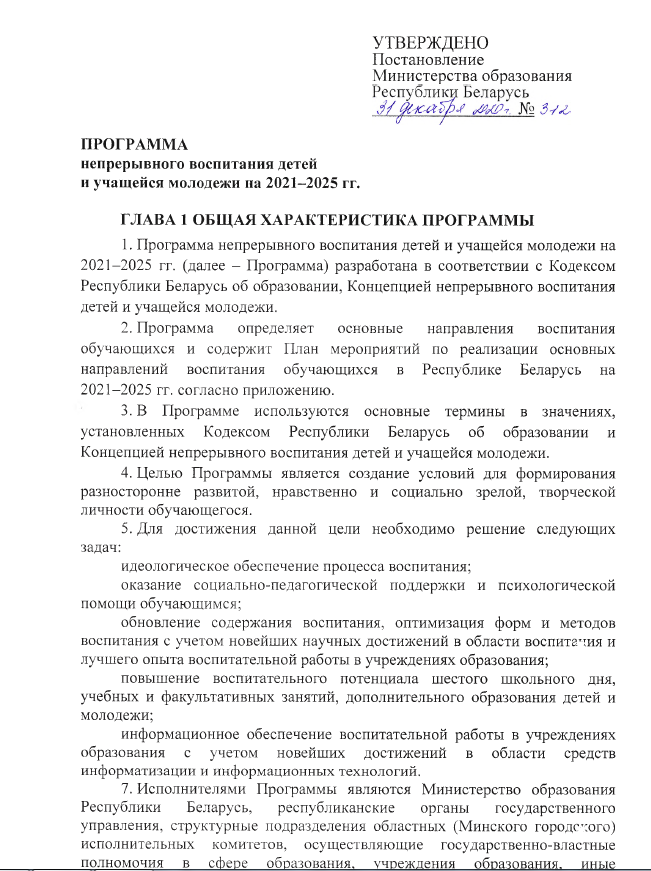 УТВЕРЖДЕНО
Постановление
Министерства образования
Республики Беларусь
31 декабря 2020 г. № 312
ПРОГРАММА
непрерывного воспитания детей
и учащейся молодежи на 2021–2025 гг.
ГЛАВА 1 ОБЩАЯ ХАРАКТЕРИСТИКА ПРОГРАММЫ
1. Программа непрерывного воспитания детей и учащейся молодежи на
2021–2025 гг. (далее – Программа) разработана в соответствии с Кодексом
Республики Беларусь об образовании, Концепцией непрерывного воспитания
детей и учащейся молодежи.
2. Программа определяет основные направления воспитания
обучающихся и содержит План мероприятий по реализации основных
направлений воспитания обучающихся в Республике Беларусь на
2021–2025 гг. согласно приложению.
3. В Программе используются основные термины в значениях,
установленных Кодексом Республики Беларусь об образовании и
Концепцией непрерывного воспитания детей и учащейся молодежи.
4. Целью Программы является создание условий для формирования
разносторонне развитой, нравственно и социально зрелой, творческой
личности обучающегося.
5. Для достижения данной цели необходимо решение следующих
задач:
идеологическое обеспечение процесса воспитания;
оказание социально-педагогической поддержки и психологической
помощи обучающимся;
обновление содержания воспитания, оптимизация форм и методов
воспитания с учетом новейших научных достижений в области воспитания и
лучшего опыта воспитательной работы в учреждениях образования;
повышение воспитательного потенциала шестого школьного дня,
учебных и факультативных занятий, дополнительного образования детей и
молодежи;
информационное обеспечение воспитательной работы в учреждениях
образования с учетом новейших достижений в области средств
информатизации и информационных технологий.
7. Исполнителями Программы являются Министерство образования
Республики Беларусь, республиканские органы государственного
управления, структурные подразделения областных (Минского городского)
исполнительных комитетов, осуществляющие государственно-властные
полномочия в сфере образования, учреждения образования, иные